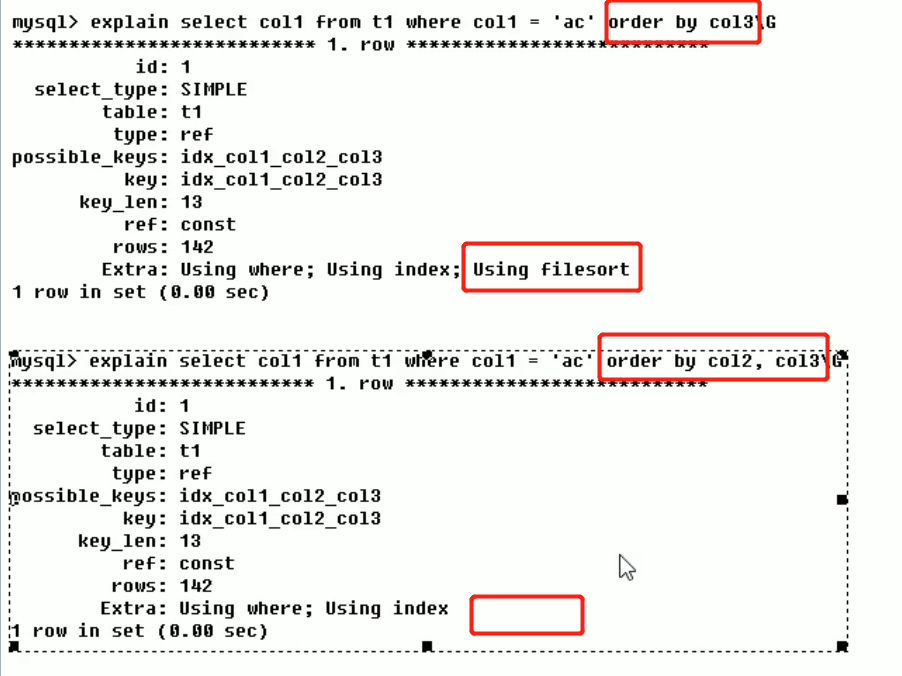 mysql> explain select col1 from t1 where col1 = 'ac' order by col3\G
*************************** 1. row ***************************
id: 1
select_type: SIMPLE
table: t1
type: ref
possible_keys: idx_col1_col2_col3
key: idx_col1_col2_col3
key_len: 13
ref: const
rows: 142
Extra: Using where; Using index; Using filesort
1 row in set (0.00 sec)
mysql> explain select col1 from t1 where col1 = 'ac' order by col2, col3\G
*************************** 1. row ***************************
id: 1
select_type: SIMPLE
table: t1
type: ref
possible_keys: idx_col1_col2_col3
key: idx_col1_col2_col3
key_len: 13
ref: const
rows: 142
Extra: Using where; Using index
1 row in set (0.00 sec)